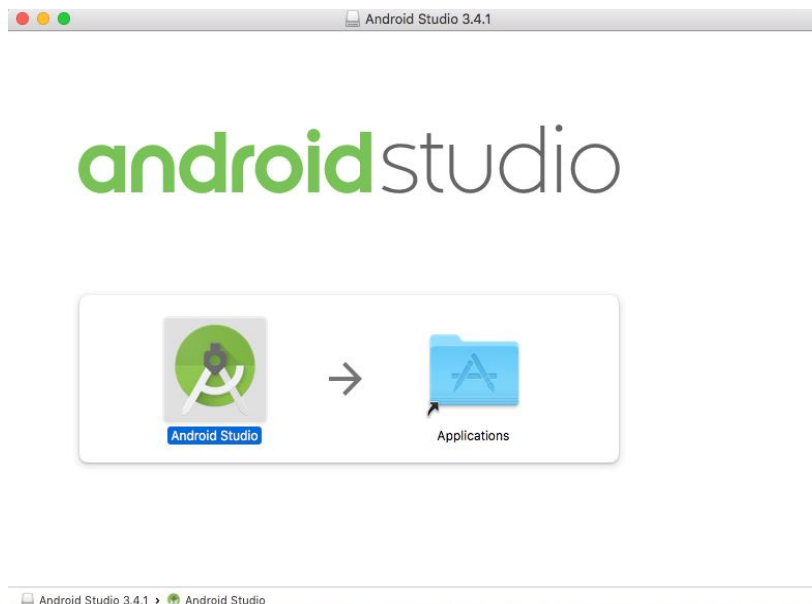 Android Studio 3.4.1
androidstudio
Android Studio
Applications
Android Studio 3.4.1 › Android Studio